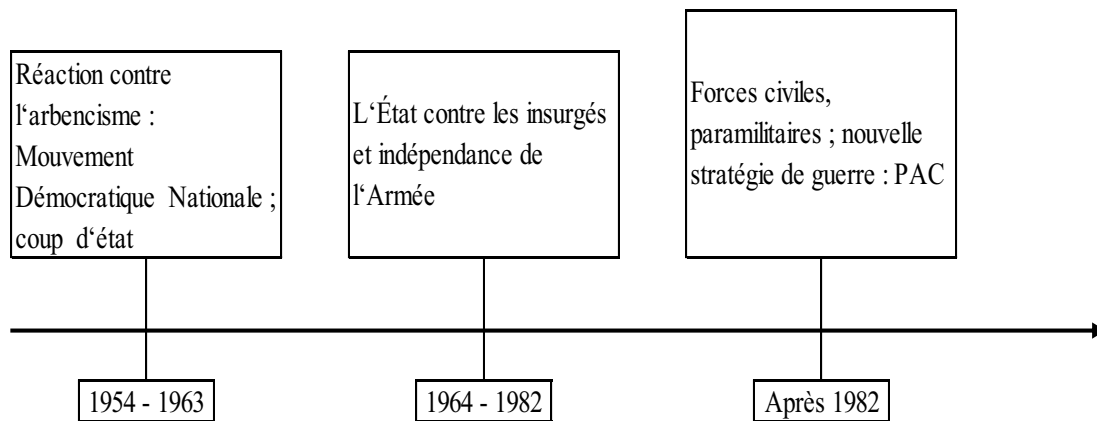 Réaction contre
l‘arbencisme :
Mouvement
Démocratique Nationale ;
coup d‘état
L‘État contre les insurgés
et indépendance de
l‘Armée
Forces civiles,
paramilitaires ; nouvelle
stratégie de guerre : PAC
1954 - 1963
1964 - 1982
Après 1982